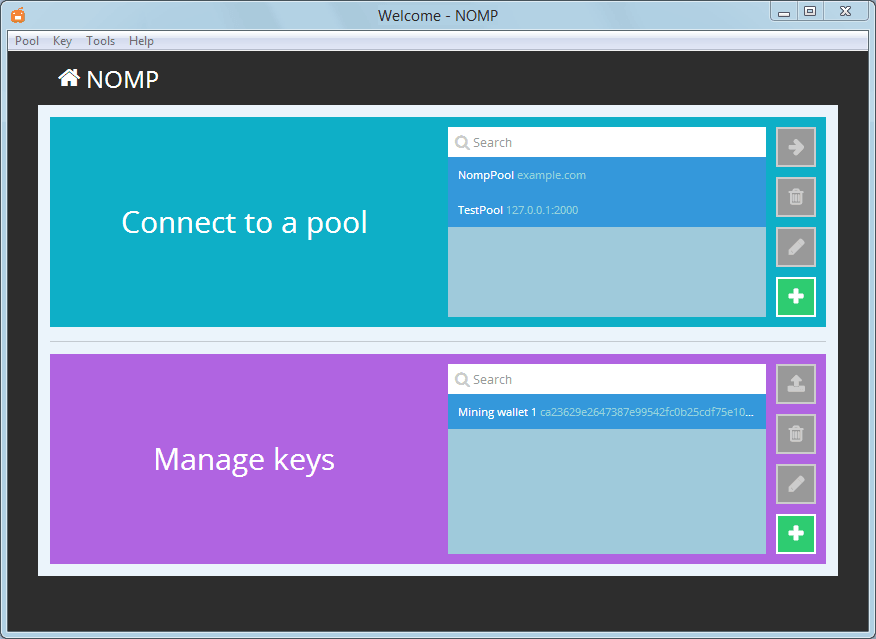 Welcome - NOMP
Pool Key Tools Help
NOMP
Connect to a pool
Search
NompPool example.com
TestPool 127.0.0.1:2000
Manage keys
Search
Mining wallet 1 ca23629e2647387e99542fc0b25cdf75e10...